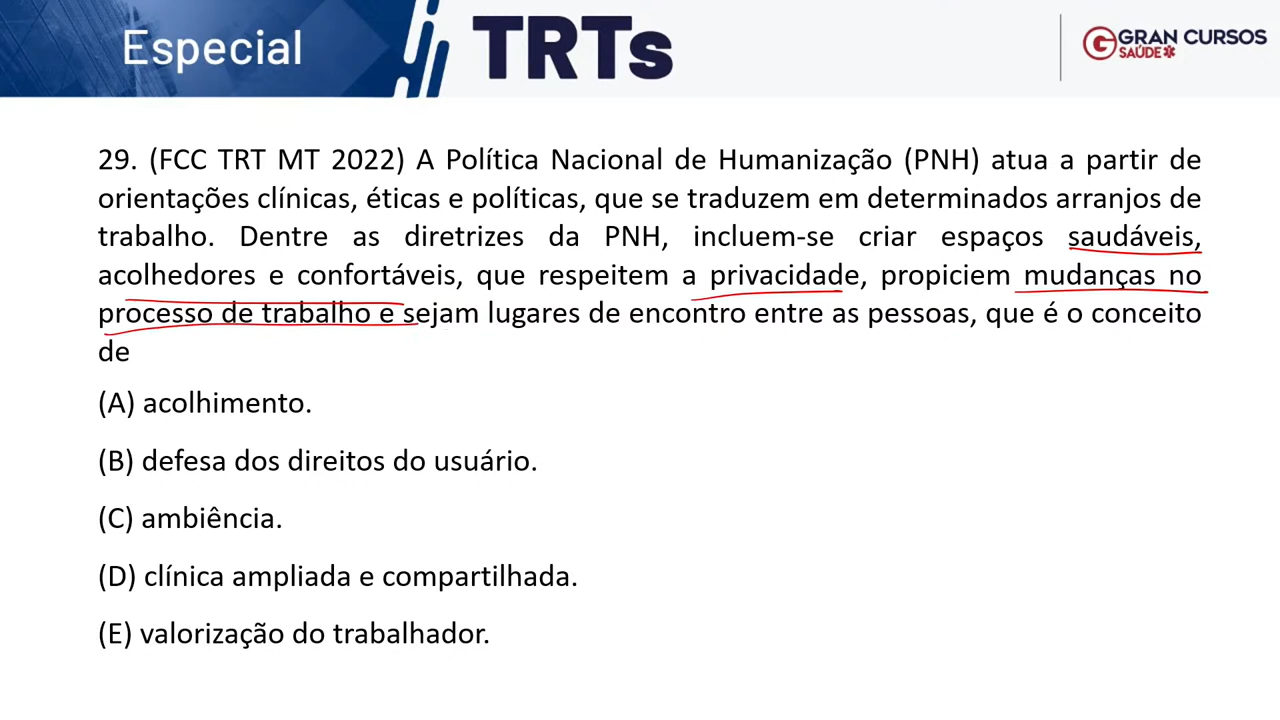 Especial
TRTs
GRAN CURSOS
SAÚDE
29. (FCC TRT MT 2022) A Política Nacional de Humanização (PNH) atua a partir de
orientações clínicas, éticas e políticas, que se traduzem em determinados arranjos de
trabalho. Dentre as diretrizes da PNH, incluem-se criar espaços saudáveis,
acolhedores e confortáveis, que respeitem a privacidade, propiciem mudanças no
processo de trabalho e sejam lugares de encontro entre as pessoas, que é o conceito
de
(A) acolhimento.
(B) defesa dos direitos do usuário.
(C) ambiência.
(D) clínica ampliada e compartilhada.
(E) valorização do trabalhador.